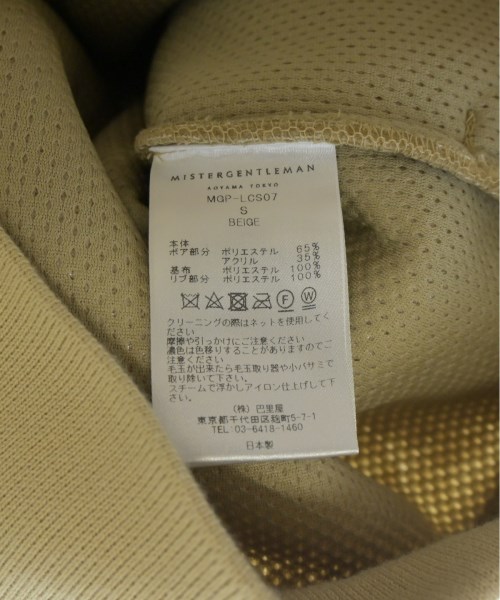 MISTERGENTLEMAN
AOYAMA TOKYO
MGP-LCS07
S
BEIGE
本体
ボア部分 ポリエステル 65%
アクリル 35%
基布 ポリエステル 100%
リブ部分 ポリエステル 100%
F W
クリーニングの際はネットを使用してく
ださい
摩擦や引っかけにご注意ください
濃色は色移りすることがありますのでご
注意ください
毛玉が出来たら毛玉取り器や小バサミで
取り除いて下さい。
スチームで浮かしアイロン仕上げして下
さい。
(株) 巴里屋
東京都千代田区麹町5-7-1
TEL: 03-6418-1460
日本製